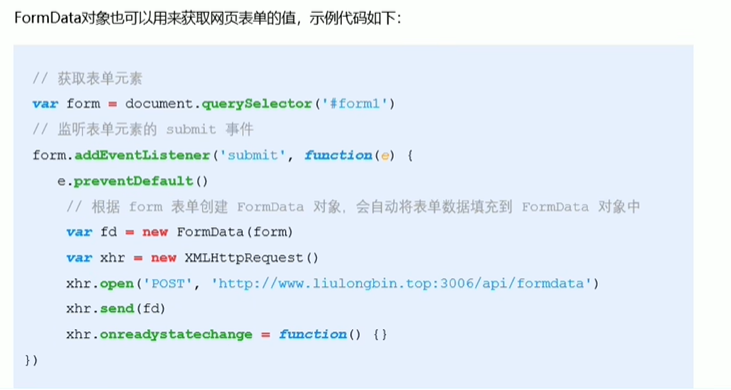 FormData对象也可以用来获取网页表单的值，示例代码如下：
// 获取表单元素
var form = document.querySelector('#form1')
// 监听表单元素的 submit 事件
form.addEventListener('submit', function(e) {
e.preventDefault()
// 根据 form 表单创建 FormData 对象，会自动将表单数据填充到 FormData 对象中
var fd = new FormData(form)
var xhr = new XMLHttpRequest()
xhr.open('POST', 'http://www.liulongbin.top:3006/api/formdata')
xhr.send(fd)
xhr.onreadystatechange = function() {}
})